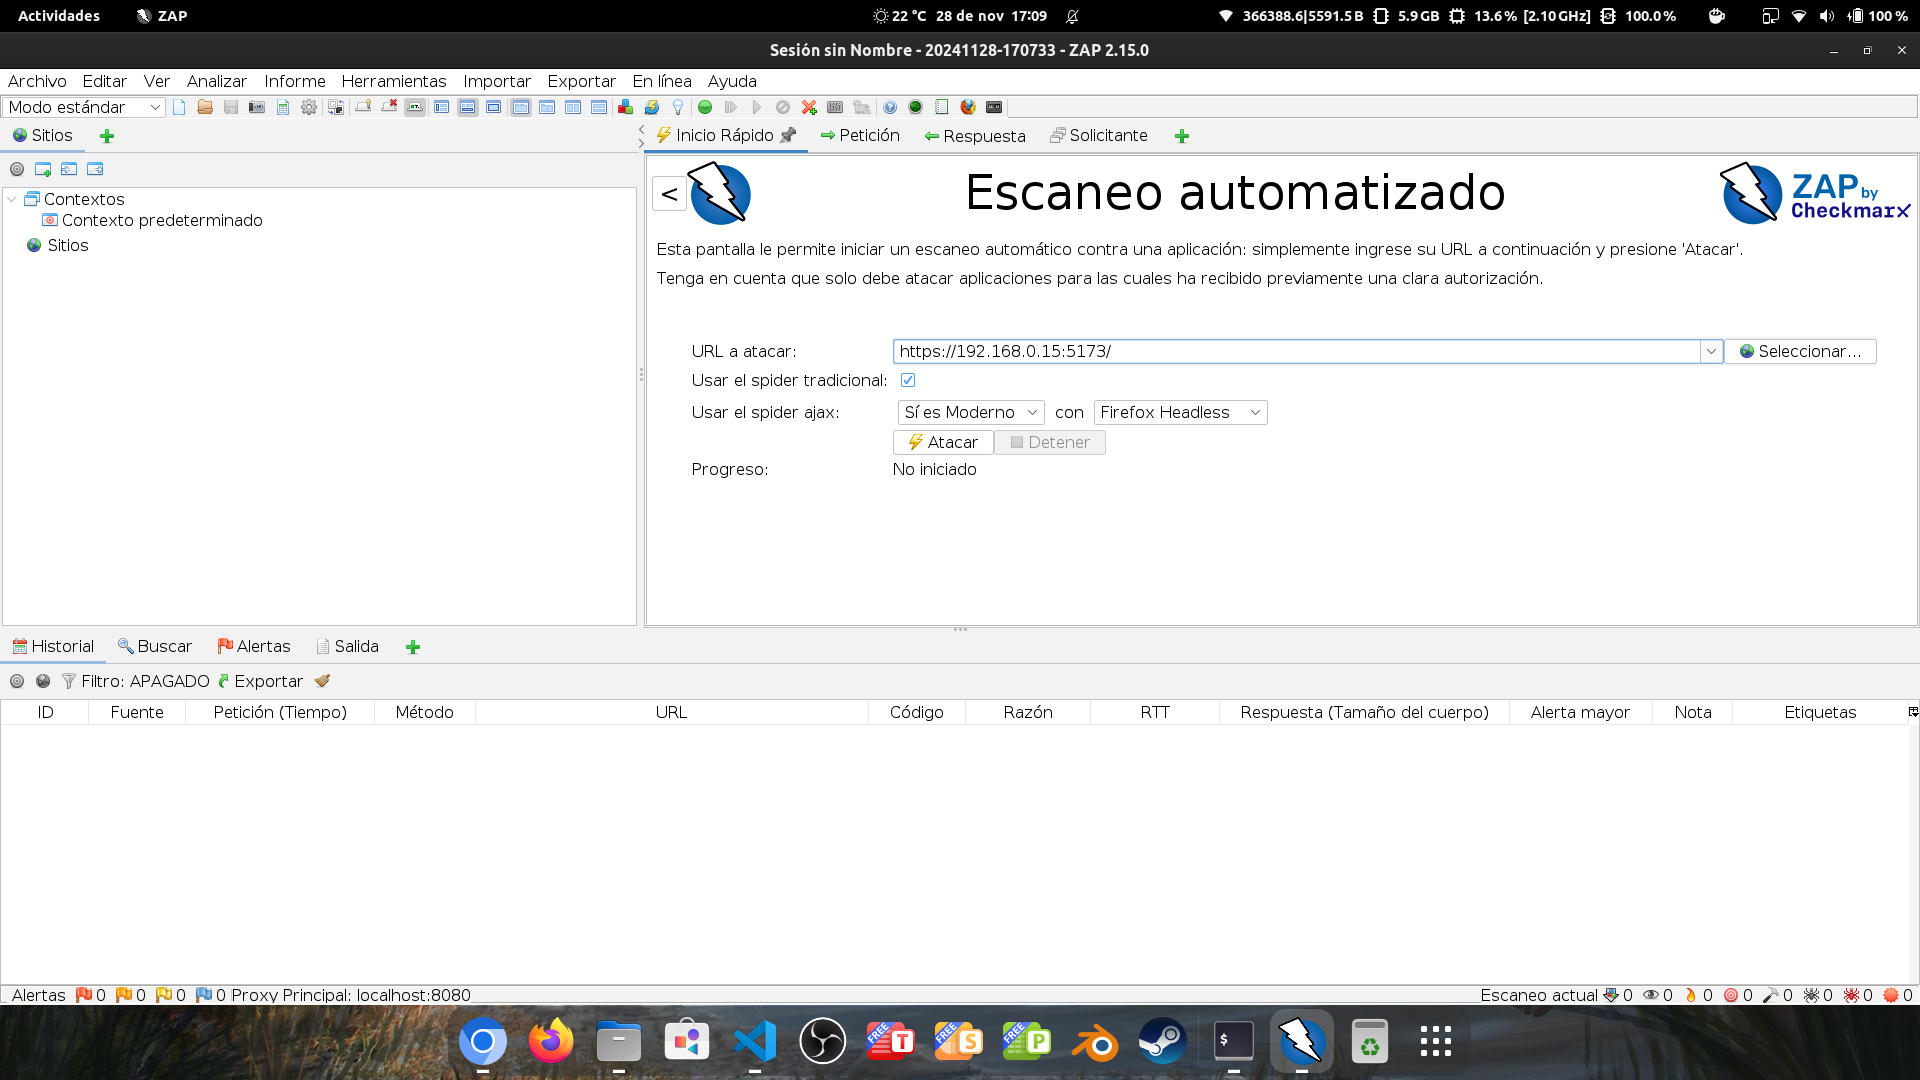 Actividades ZAP 22 °C 28 de nov 17:09 366388.6|5591.5 B 5.9 GB 13.6 % [2.10 GHz] 100.0 % 100 %
Sesión sin Nombre - 20241128-170733 - ZAP 2.15.0
Archivo Editar Ver Analizar Informe Herramientas Importar Exportar En línea Ayuda
Modo estándar
Sitios
Inicio Rápido Petición Respuesta Solicitante
Contextos
Contexto predeterminado
Sitios
<
Escaneo automatizado
ZAP by
Checkmarx
Esta pantalla le permite iniciar un escaneo automático contra una aplicación: simplemente ingrese su URL a continuación y presione 'Atacar'.
Tenga en cuenta que solo debe atacar aplicaciones para las cuales ha recibido previamente una clara autorización.
URL a atacar: https://192.168.0.15:5173/ Seleccionar...
Usar el spider tradicional:
Usar el spider ajax: Sí es Moderno con Firefox Headless
Atacar Detener
Progreso: No iniciado
Historial Buscar Alertas Salida
Filtro: APAGADO Exportar
ID Fuente Petición (Tiempo) Método URL Código Razón RTT Respuesta (Tamaño del cuerpo) Alerta mayor Nota Etiquetas
Alertas 0 0 0 0 Proxy Principal: localhost:8080 Escaneo actual 0 0 0 0 0 0 0 0
FREE T FREE S FREE P $